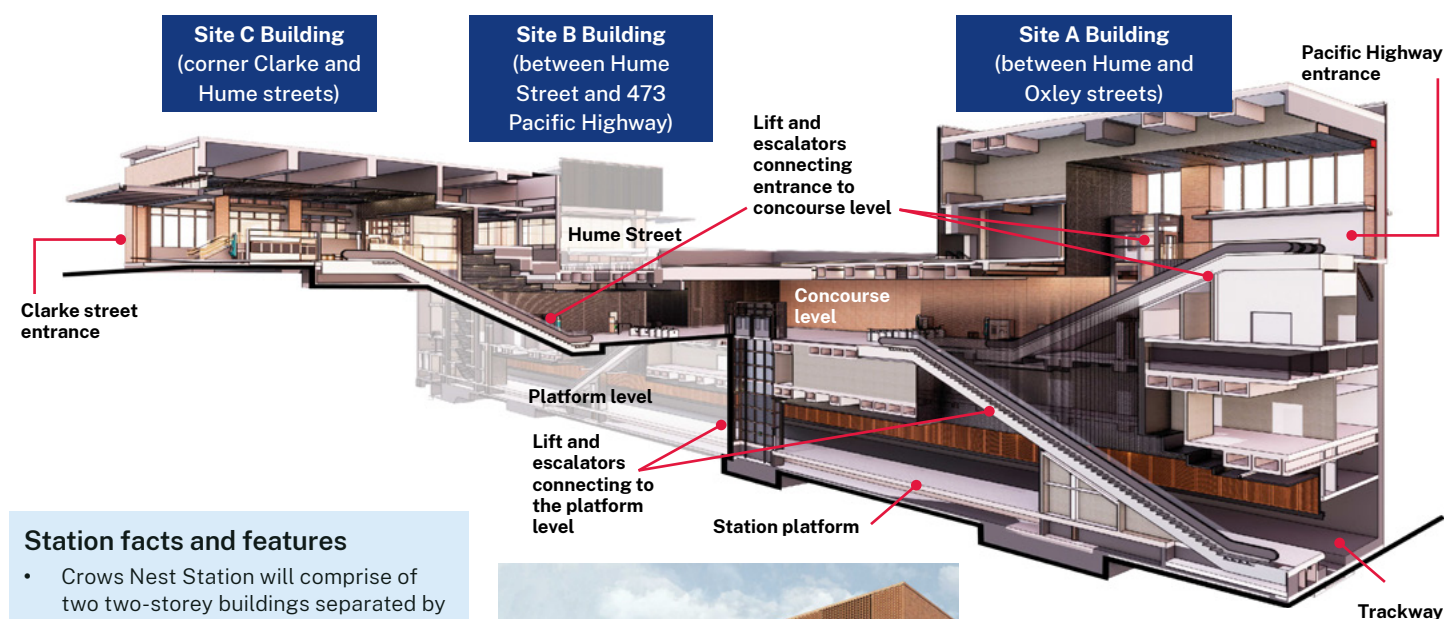 Site C Building
(corner Clarke and
Hume streets)
Site B Building
(between Hume
Street and 473
Pacific Highway)
Site A Building
(between Hume and
Oxley streets)
Pacific Highway
entrance
Lift and
escalators
connecting
entrance to
concourse level
Hume Street
Clarke street
entrance
Concourse
level
Platform level
Lift and
escalators
connecting to
the platform
level
Station platform
Trackway
Station facts and features
• Crows Nest Station will comprise of
two two-storey buildings separated by